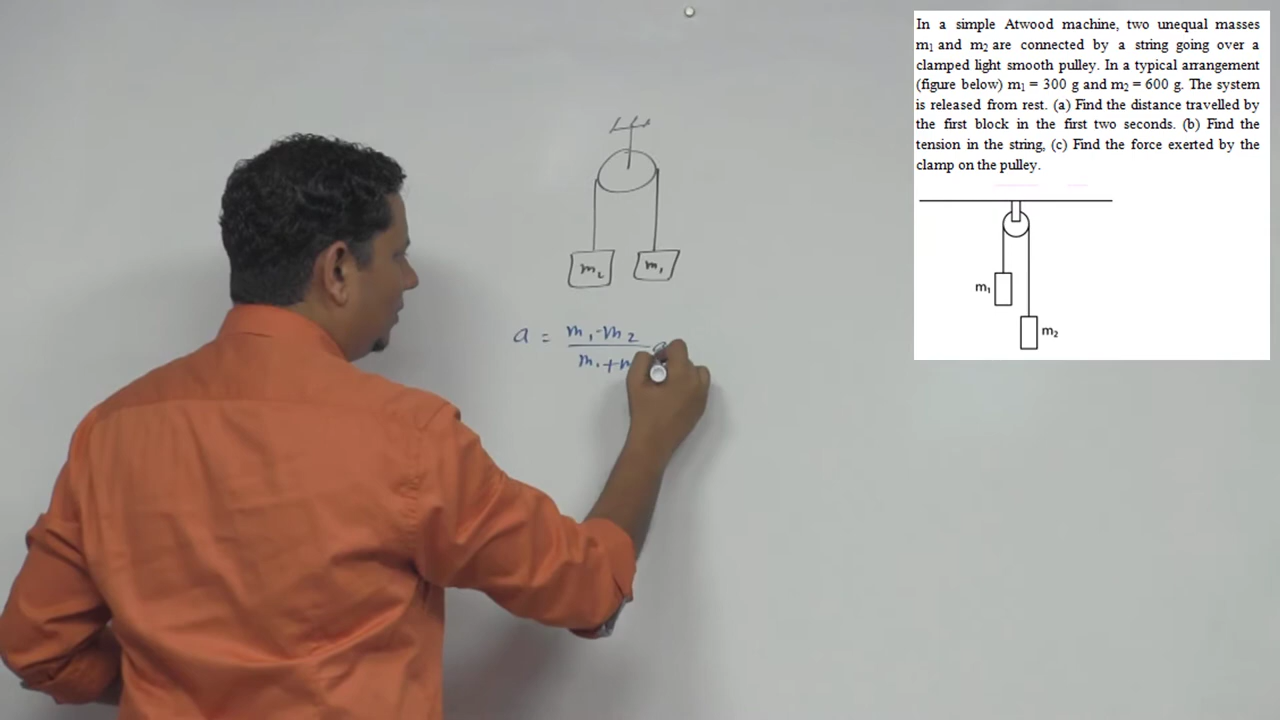 In a simple Atwood machine, two unequal masses
m₁ and m₂ are connected by a string going over a
clamped light smooth pulley. In a typical arrangement
(figure below) m₁ = 300 g and m₂ = 600 g. The system
is released from rest. (a) Find the distance travelled by
the first block in the first two seconds. (b) Find the
tension in the string, (c) Find the force exerted by the
clamp on the pulley.
m₁
m₂
m₂ m₁
a = m₁-m₂
m₁+